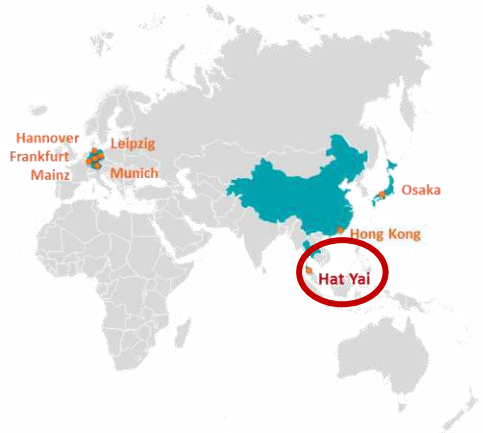 Hannover
Leipzig
Frankfurt
Mainz
Munich
Osaka
Hong Kong
Hat Yai